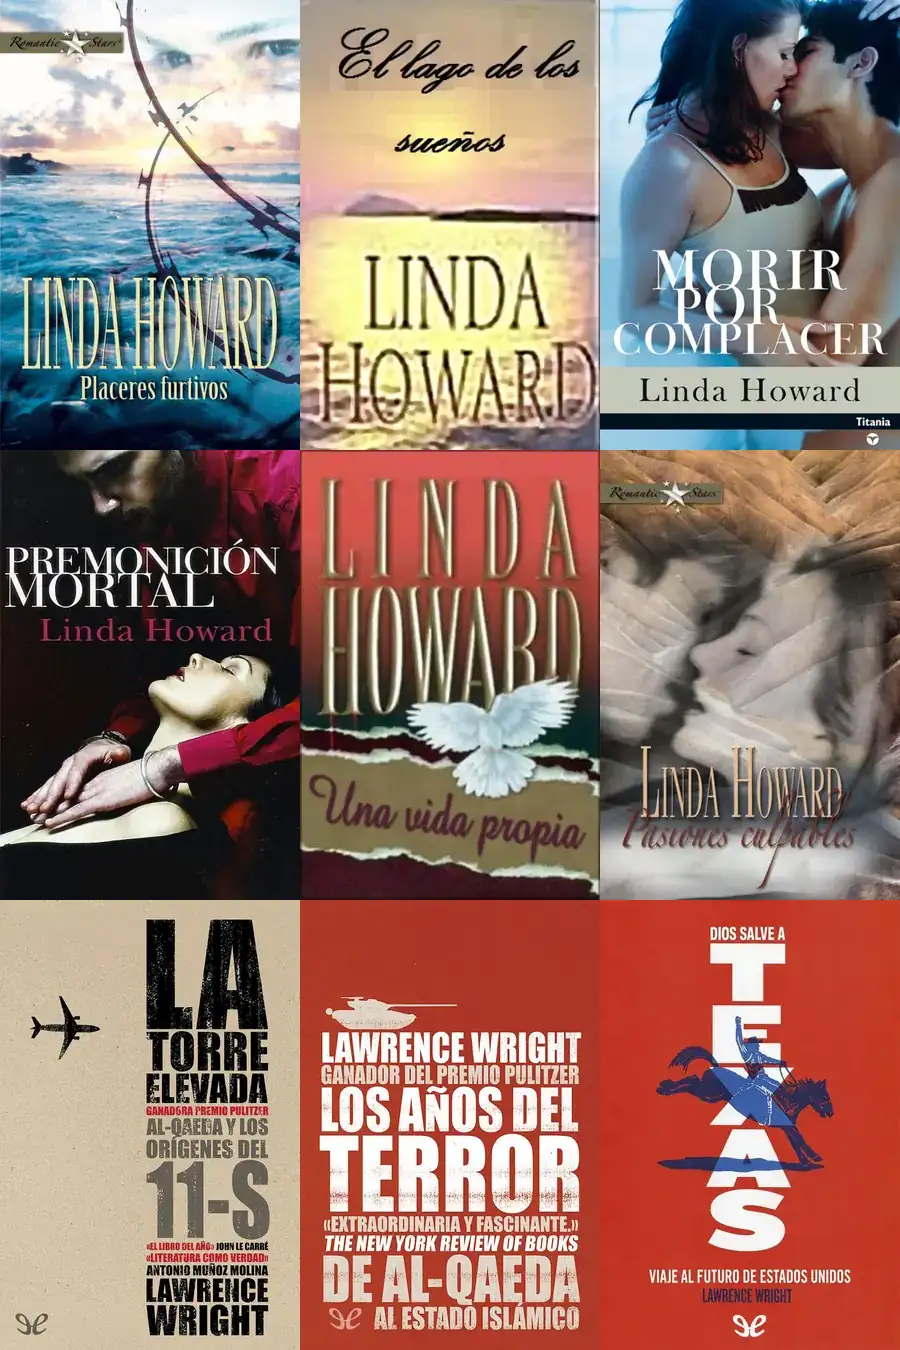 Romantic Stars
LINDA HOWARD
Placeres furtivos
El lago de los
sueños
LINDA
HOWARD
MORIR
POR
COMPLACER
Linda Howard
Titania
PREMONICIÓN
MORTAL
Linda Howard
LINDA
HOWARD
Una vida propia
Romantic Stars
LINDA HOWARD
Pasiones culpables
LA
TORRE
ELEVADA
GANADORA PREMIO PULITZER
AL-QAEDA Y LOS
ORÍGENES DEL
11-S
«EL LIBRO DEL AÑO» JOHN LE CARRÉ
«LITERATURA COMO VERDAD»
ANTONIO MUÑOZ MOLINA
LAWRENCE
WRIGHT
LAWRENCE WRIGHT
GANADOR DEL PREMIO PULITZER
LOS AÑOS DEL
TERROR
«EXTRAORDINARIA Y FASCINANTE.»
THE NEW YORK REVIEW OF BOOKS
DE AL-QAEDA
AL ESTADO ISLÁMICO
DIOS SALVE A
TEXAS
VIAJE AL FUTURO DE ESTADOS UNIDOS
LAWRENCE WRIGHT